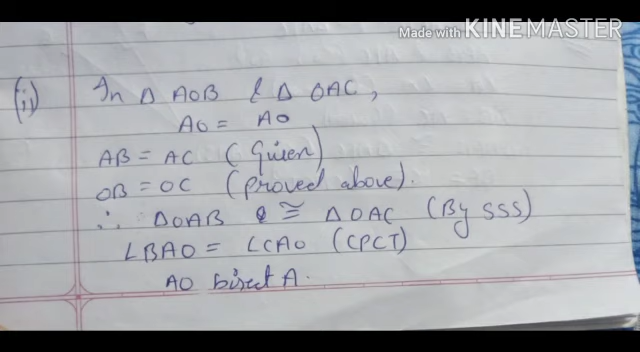 Made with KINEMASTER
(ii) In Δ AOB & Δ OAC,
AO = AO
AB = AC (Given)
OB = OC (proved above).
∴ ΔOAB ≅ ΔOAC (By SSS)
∠BAO = ∠CAO (CPCT)
AO bisect A.